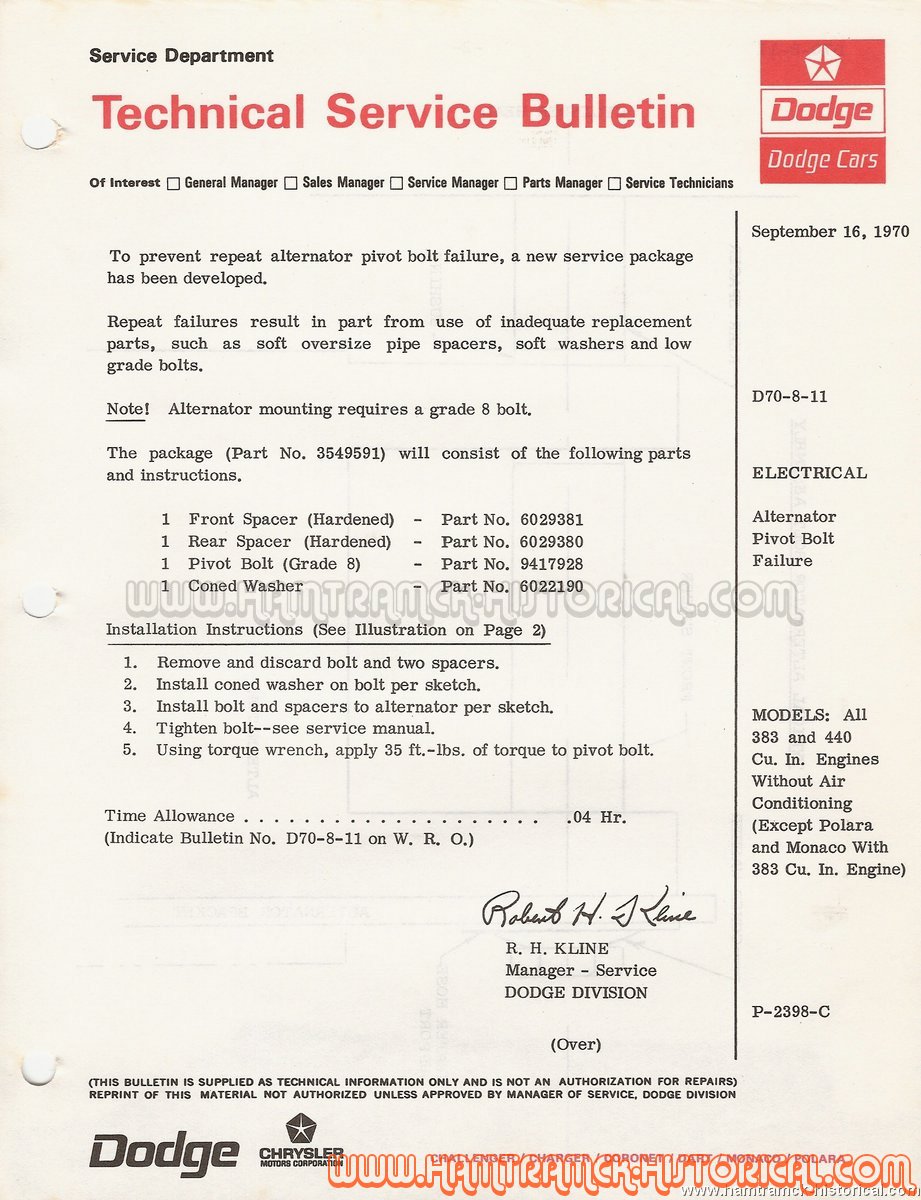 Service Department
Technical Service Bulletin
Dodge
Dodge Cars
Of Interest □ General Manager □ Sales Manager □ Service Manager □ Parts Manager □ Service Technicians
September 16, 1970
To prevent repeat alternator pivot bolt failure, a new service package
has been developed.
Repeat failures result in part from use of inadequate replacement
parts, such as soft oversize pipe spacers, soft washers and low
grade bolts.
Note! Alternator mounting requires a grade 8 bolt.
The package (Part No. 3549591) will consist of the following parts
and instructions.
1 Front Spacer (Hardened) - Part No. 6029381
1 Rear Spacer (Hardened) - Part No. 6029380
1 Pivot Bolt (Grade 8) - Part No. 9417928
1 Coned Washer - Part No. 6022190
www.Hamtramck-Historical.com
Installation Instructions (See Illustration on Page 2)
1. Remove and discard bolt and two spacers.
2. Install coned washer on bolt per sketch.
3. Install bolt and spacers to alternator per sketch.
4. Tighten bolt--see service manual.
5. Using torque wrench, apply 35 ft.-lbs. of torque to pivot bolt.
Time Allowance . . . . . . . . . . . . . . . . . . . . . . .04 Hr.
(Indicate Bulletin No. D70-8-11 on W. R. O.)
Robert H. Kline
R. H. KLINE
Manager - Service
DODGE DIVISION
(Over)
D70-8-11
ELECTRICAL
Alternator
Pivot Bolt
Failure
MODELS: All
383 and 440
Cu. In. Engines
Without Air
Conditioning
(Except Polara
and Monaco With
383 Cu. In. Engine)
P-2398-C
(THIS BULLETIN IS SUPPLIED AS TECHNICAL INFORMATION ONLY AND IS NOT AN AUTHORIZATION FOR REPAIRS)
REPRINT OF THIS MATERIAL NOT AUTHORIZED UNLESS APPROVED BY MANAGER OF SERVICE, DODGE DIVISION
Dodge
CHRYSLER
MOTORS CORPORATION
CHALLENGER / CHARGER / CORONET / DART / MONACO / POLARA
www.Hamtramck-Historical.com
www.hamtramck-historical.com